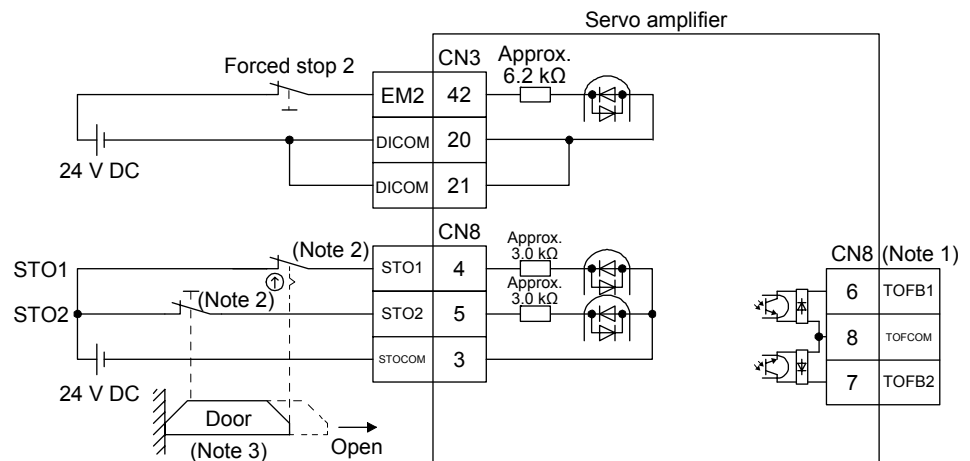 Servo amplifier
CN3
Approx.
6.2 kΩ
Forced stop 2
EM2 42
DICOM 20
DICOM 21
24 V DC
CN8
Approx.
3.0 kΩ
(Note 2)
STO1
STO1 4
Approx.
3.0 kΩ
(Note 2)
STO2
STO2 5
STOCOM 3
24 V DC
Door
(Note 3)
Open
CN8 (Note 1)
6 TOFB1
8 TOFCOM
7 TOFB2